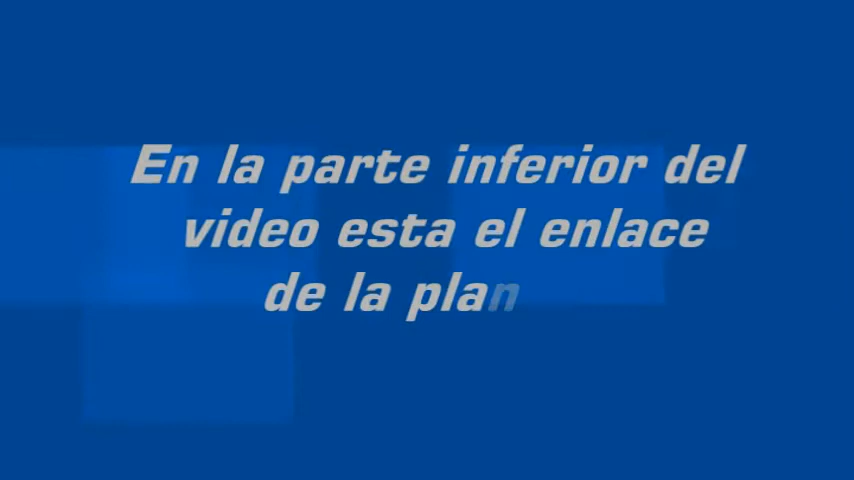 En la parte inferior del
video esta el enlace
de la plan